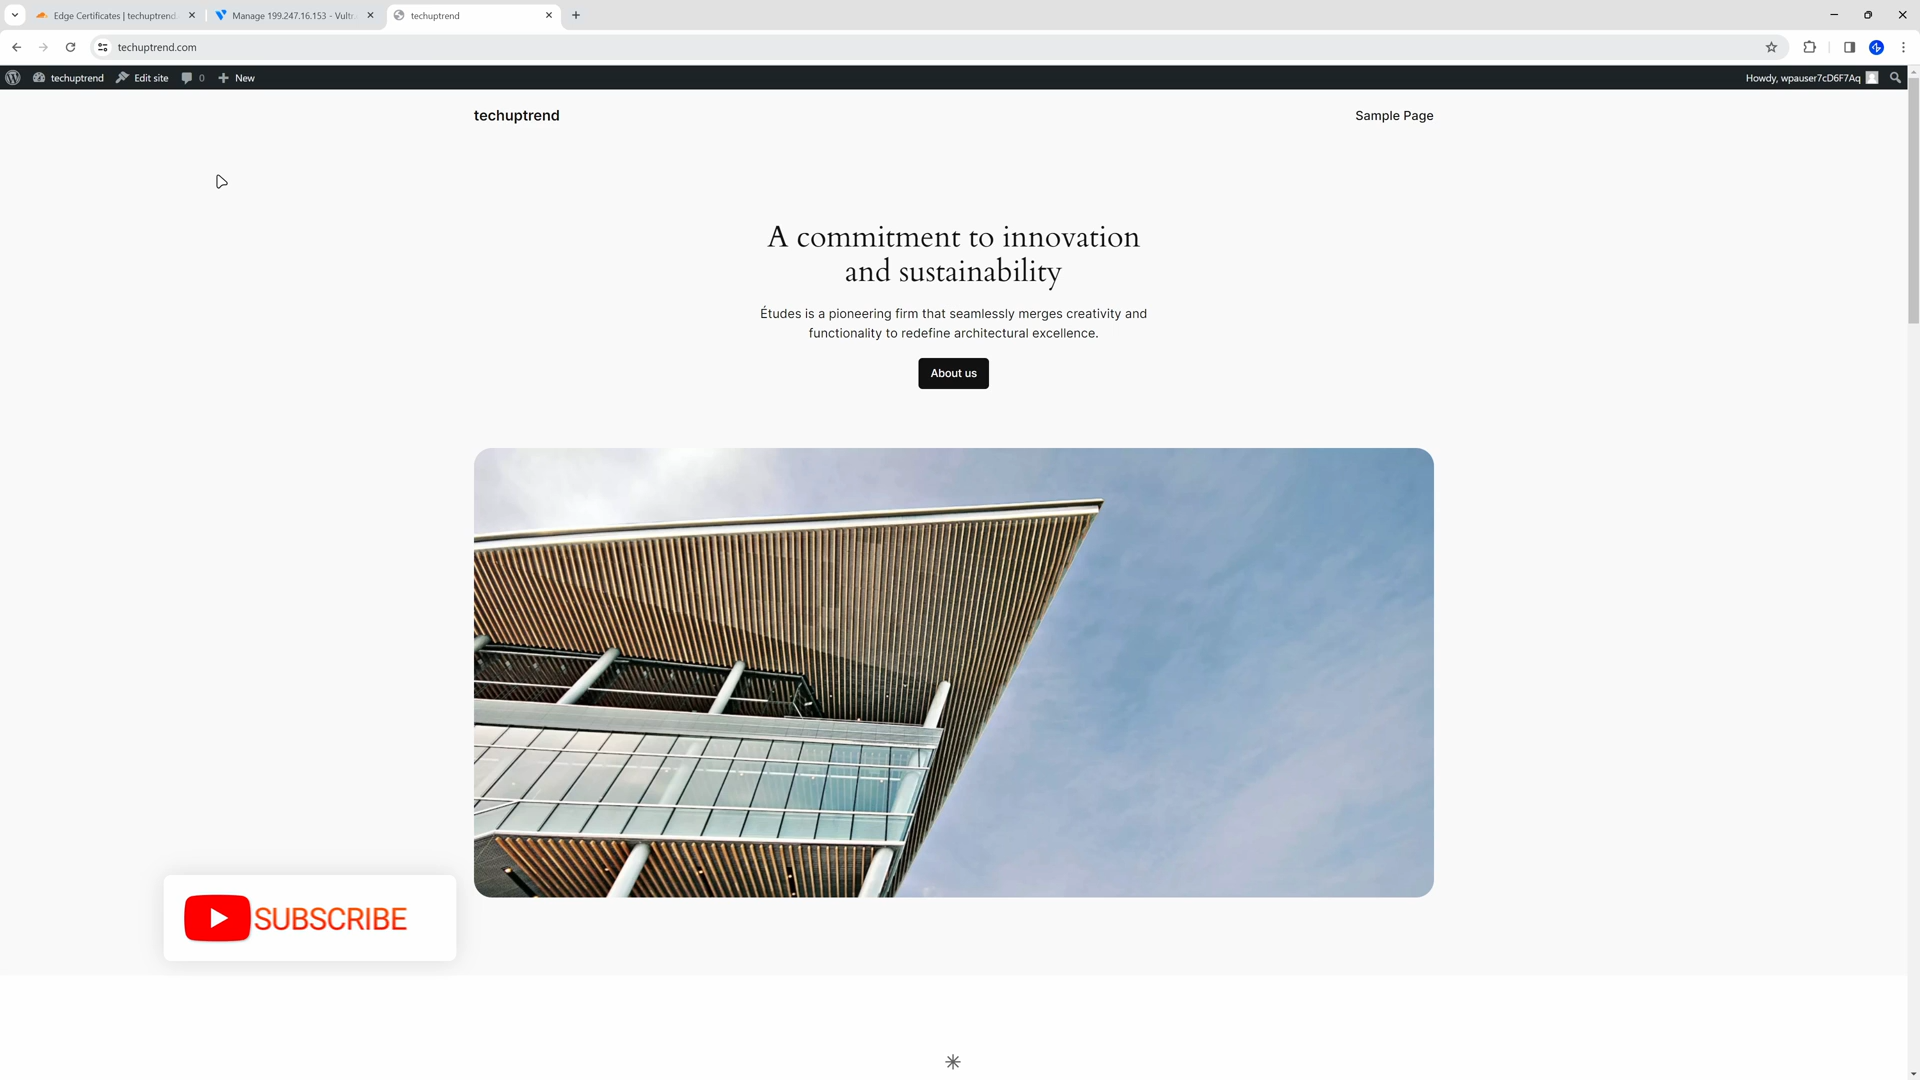 Edge Certificates | techuptrend.
Manage 199.247.16.153 - Vultr
techuptrend
techuptrend.com
techuptrend
Edit site
0
New
Howdy, wpauser7cD6F7Aq
techuptrend
Sample Page
A commitment to innovation
and sustainability
Études is a pioneering firm that seamlessly merges creativity and
functionality to redefine architectural excellence.
About us
SUBSCRIBE